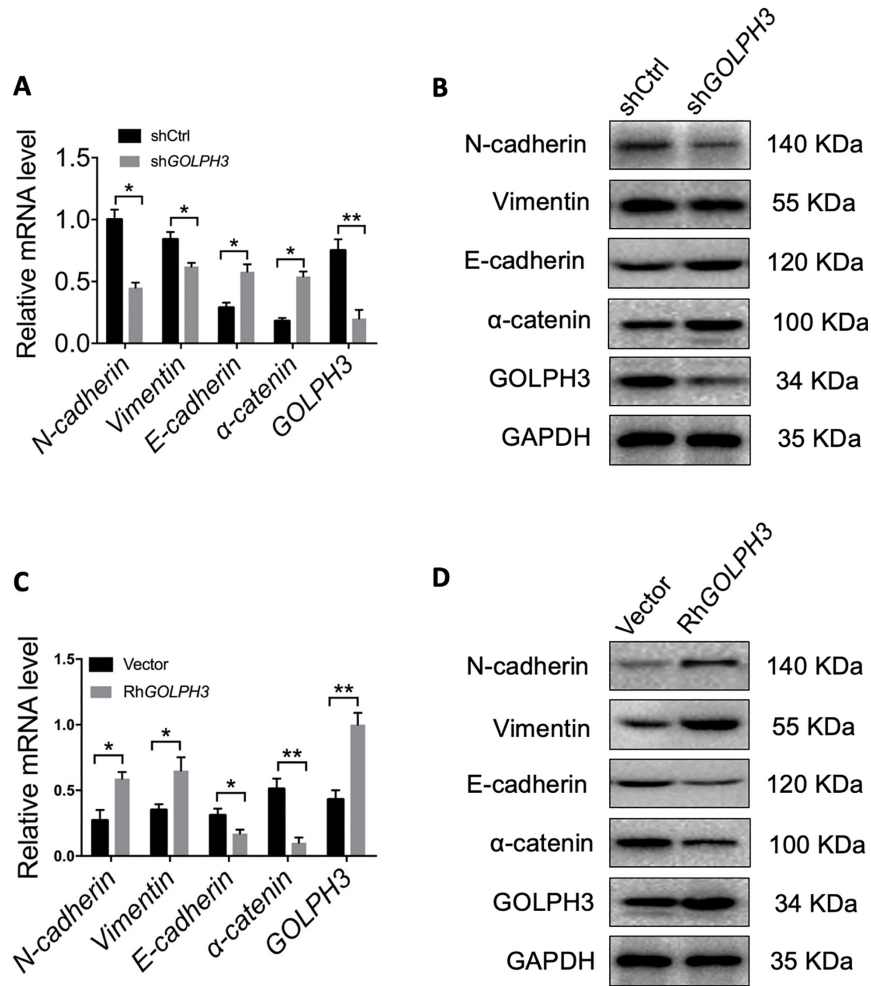 A
shCtrl
shGOLPH3
Relative mRNA level
1.5
1.0
0.5
0.0
*
*
*
*
**
N-cadherin
Vimentin
E-cadherin
α-catenin
GOLPH3
B
shCtrl
shGOLPH3
N-cadherin 140 KDa
Vimentin 55 KDa
E-cadherin 120 KDa
α-catenin 100 KDa
GOLPH3 34 KDa
GAPDH 35 KDa
C
Vector
RhGOLPH3
Relative mRNA level
1.5
1.0
0.5
0.0
*
*
*
**
**
N-cadherin
Vimentin
E-cadherin
α-catenin
GOLPH3
D
Vector
RhGOLPH3
N-cadherin 140 KDa
Vimentin 55 KDa
E-cadherin 120 KDa
α-catenin 100 KDa
GOLPH3 34 KDa
GAPDH 35 KDa